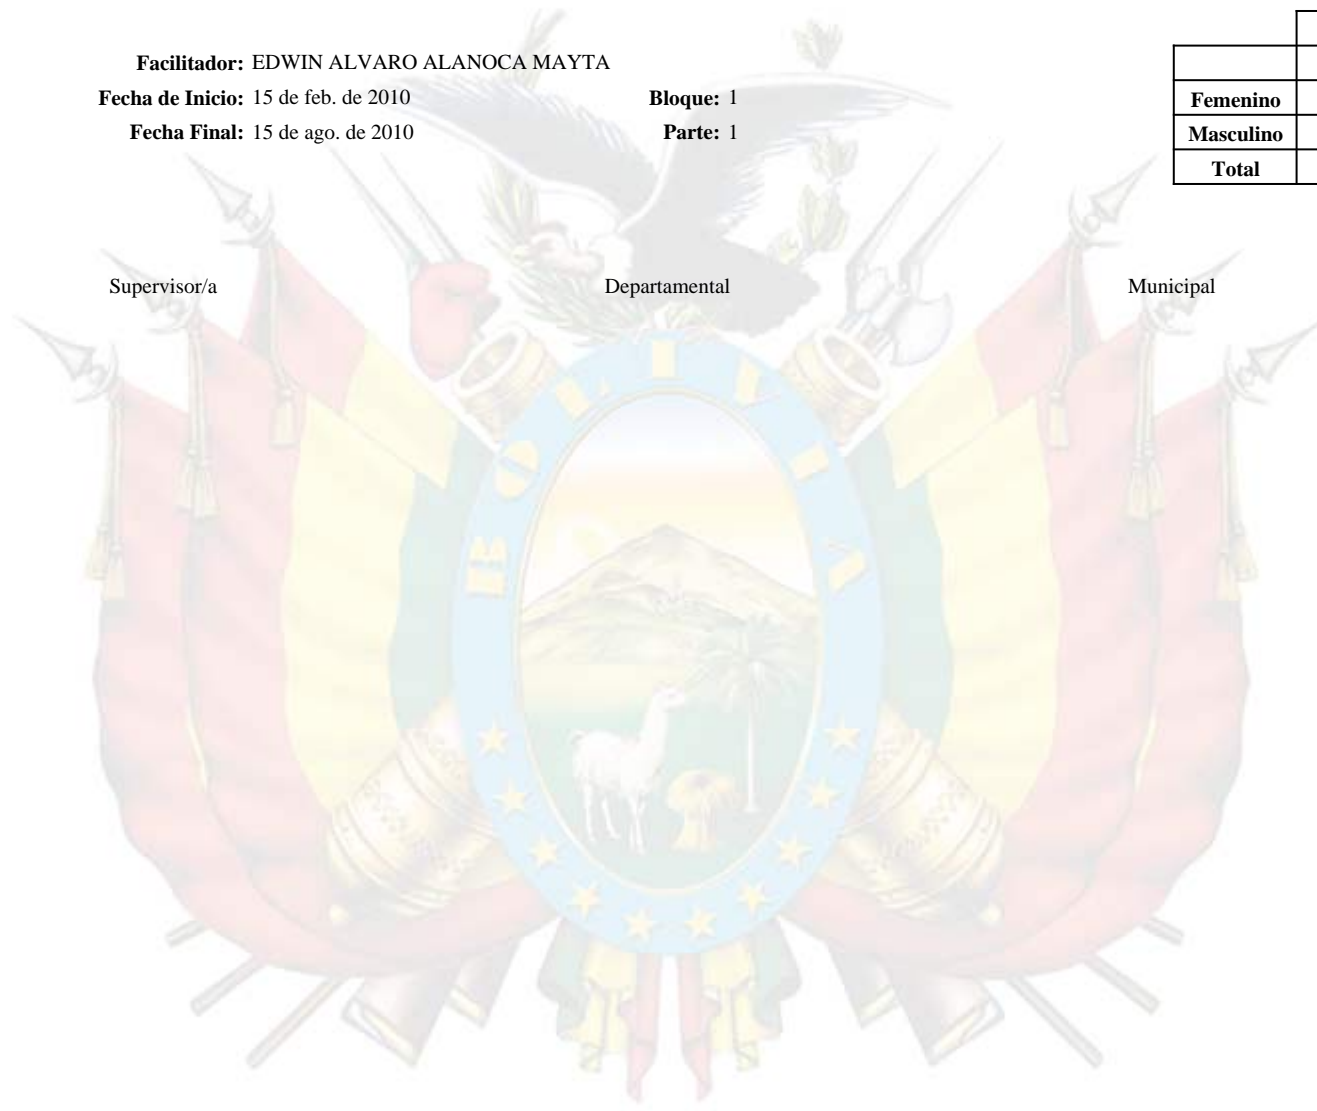 Facilitador: EDWIN ALVARO ALANOCA MAYTA
Fecha de Inicio: 15 de feb. de 2010 Bloque: 1
Fecha Final: 15 de ago. de 2010 Parte: 1
Femenino
Masculino
Total
Supervisor/a Departamental Municipal
BOLIVIA